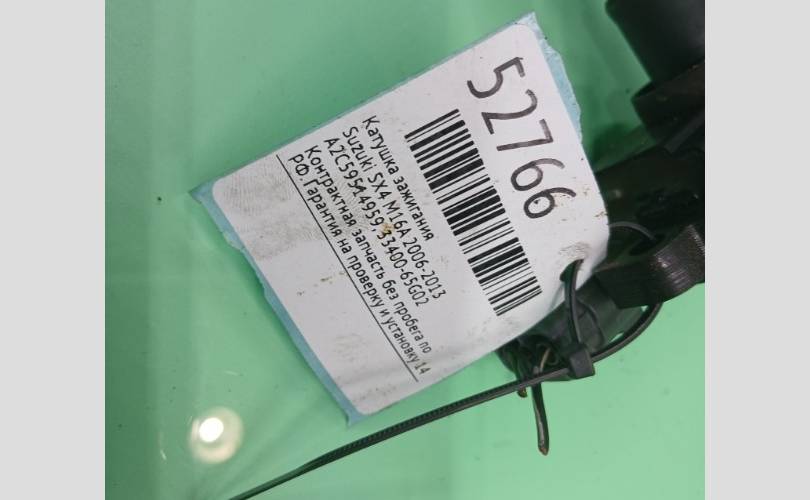 52766
Катушка зажигания
Suzuki SX4 M16A 2006-2013
A2C59514959,33400-65G02
Контрактная запчасть без пробега по
РФ.Гарантия на проверку и установку 14